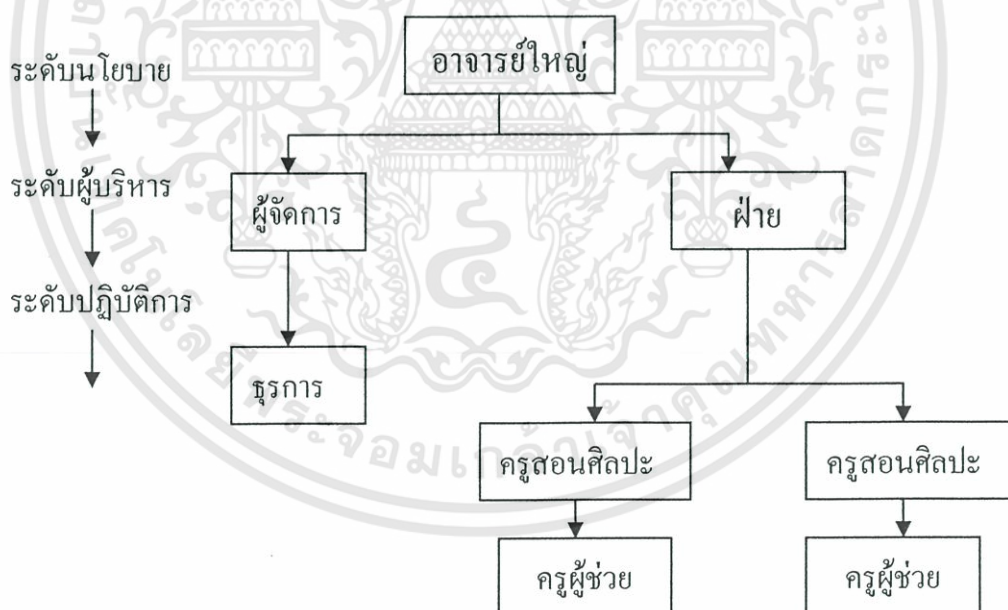 อาจารย์ใหญ่
ระดับนโยบาย
ระดับผู้บริหาร
ผู้จัดการ
ฝ่าย
ระดับปฏิบัติการ
ธุรการ
ครูสอนศิลปะ
ครูสอนศิลปะ
ครูผู้ช่วย
ครูผู้ช่วย